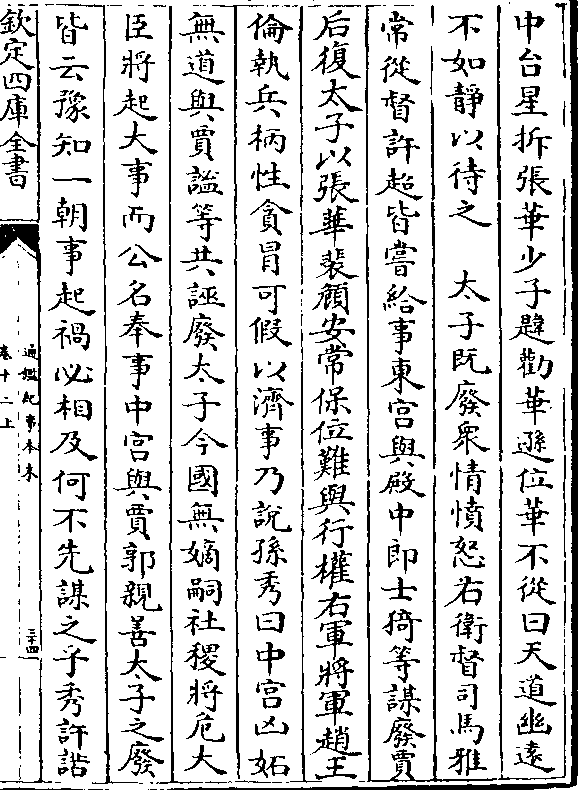 中台星拆張華少子韙勸華遜位華不從曰天道幽遠
不如靜以待之　太子既廢衆情憤怒右衛督司馬雅
常從督許超皆嘗給事東宫與殿中郎士猗等謀廢賈
后復太子以張華裴頠安常保位難與行權右軍將軍趙王
倫執兵柄性貪冒可假以濟事乃說孫秀曰中宫凶妬
無道與賈謐等共誣廢太子今國無嫡嗣社稷將危大
臣將起大事而公名奉事中宫與賈郭親善太子之廢
皆云豫知一朝事起禍必相及何不先謀之乎秀許諾
欽定四庫全書
通鑑紀事本末
卷十二上
三十四